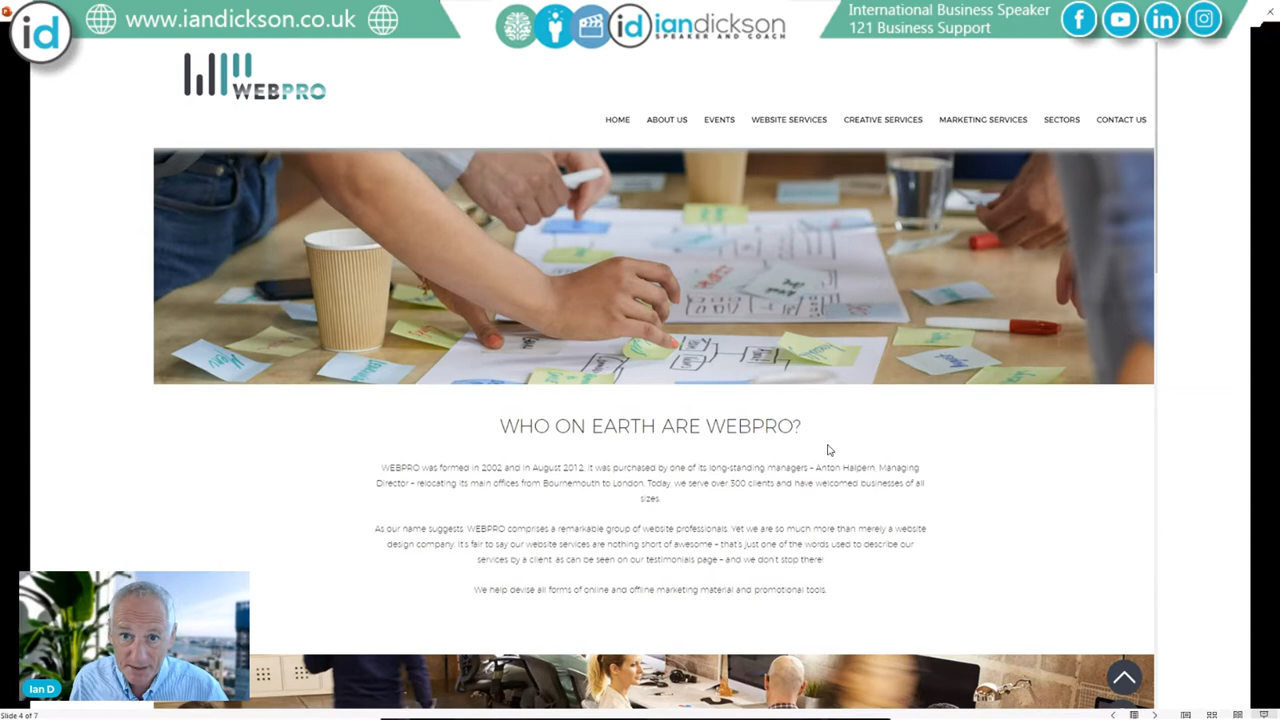 id
www.iandickson.co.uk
id iandickson
SPEAKER AND COACH
International Business Speaker
121 Business Support
WEBPRO
HOME ABOUT US EVENTS WEBSITE SERVICES CREATIVE SERVICES MARKETING SERVICES SECTORS CONTACT US
WHO ON EARTH ARE WEBPRO?
WEBPRO was formed in 2002 and in August 2012, it was purchased by one of its long-standing managers – Anton Halpern, Managing
Director – relocating its main offices from Bournemouth to London. Today, we serve over 300 clients and have welcomed businesses of all
sizes.
As our name suggests, WEBPRO comprises a remarkable group of website professionals. Yet we are so much more than merely a website
design company. It's fair to say our website services are nothing short of awesome – that's just one of the words used to describe our
services by a client, as can be seen on our testimonials page – and we don't stop there!
We help devise all forms of online and offline marketing material and promotional tools.
Ian D
Slide 4 of 7